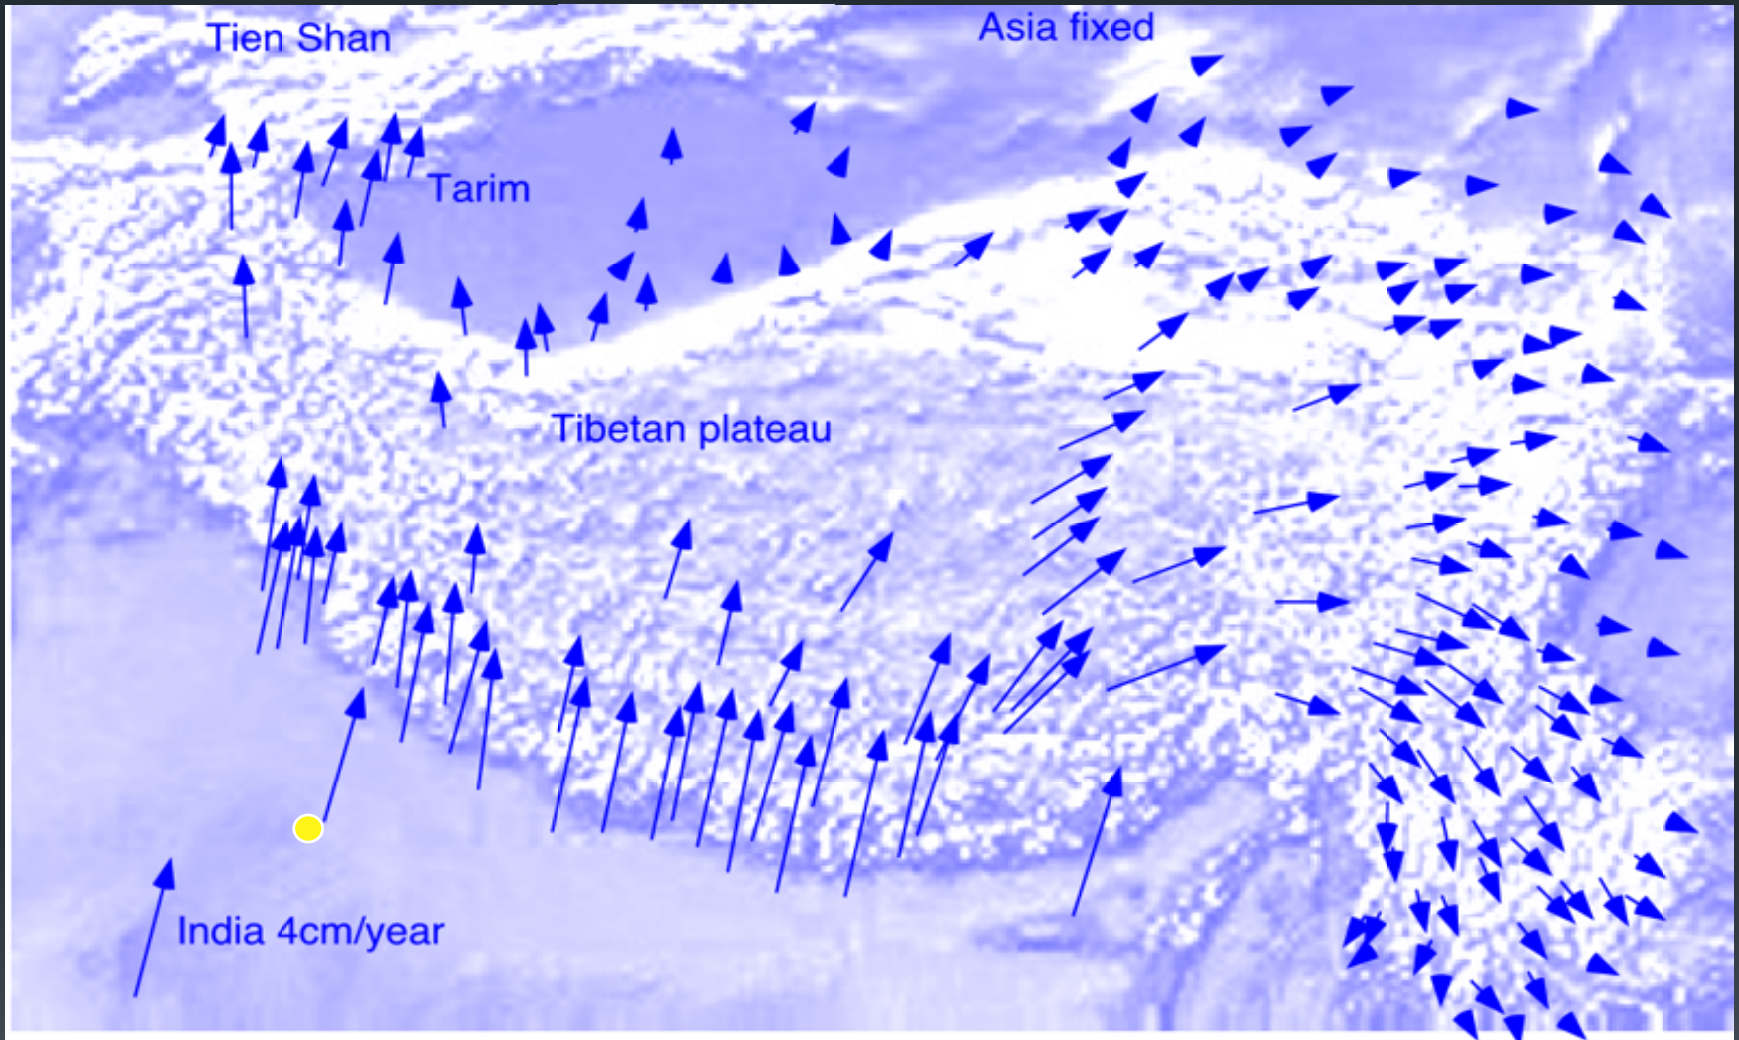 Tien Shan
Asia fixed
Tarim
Tibetan plateau
India 4cm/year